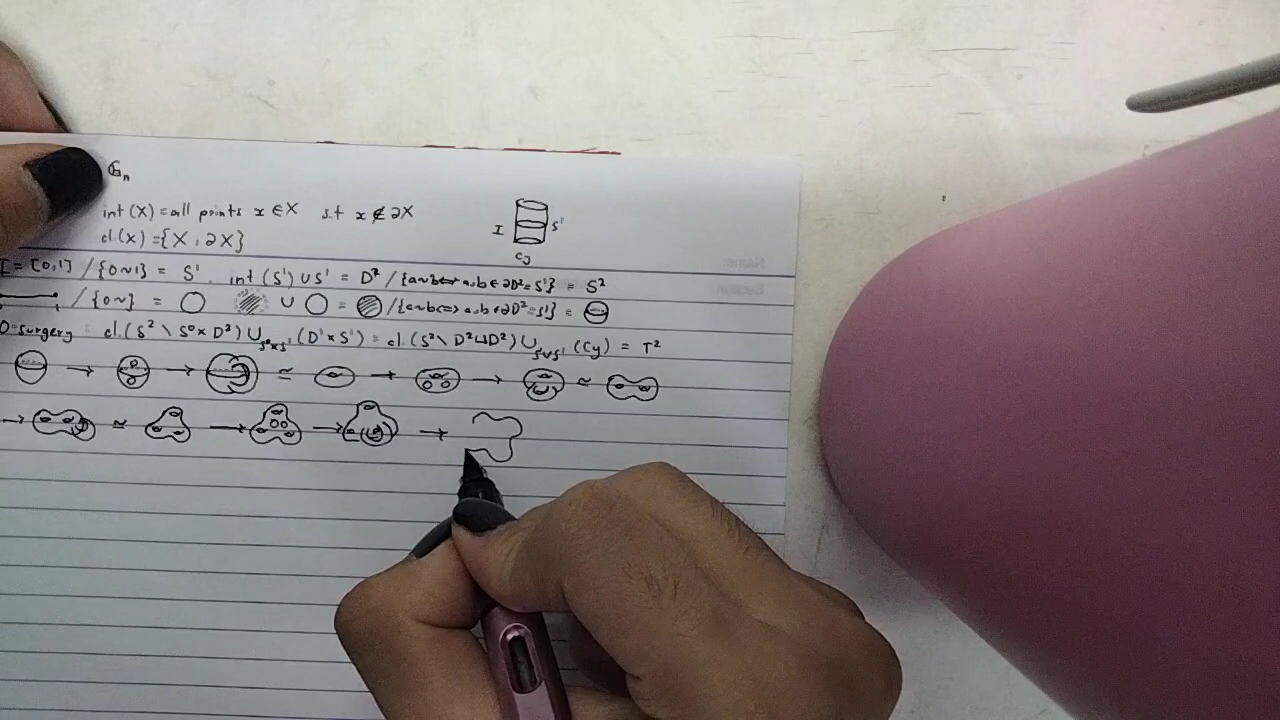 𝔾n
int (X) = all points x ∈ X s.t x ∉ ∂X
cl.(X) = {X, ∂X}
I S¹
Cy
I = [0,1] / {0~1} = S¹. int (S¹) ∪ S¹ = D² / {a~b⟺ a,b ∈ ∂D² = S¹} = S²
/ {0~} = ∪ = / {a~b⟺ a,b ∈ ∂D² = S¹} =
0-surgery : cl.(S² \ S⁰ × D²) ∪S⁰×S¹ (D¹ × S¹) = cl.(S² \ D² ⊔ D²) ∪S¹⊔S¹ (Cy) = T²
→ → ≅ → → ≅
→ ≅ → → →